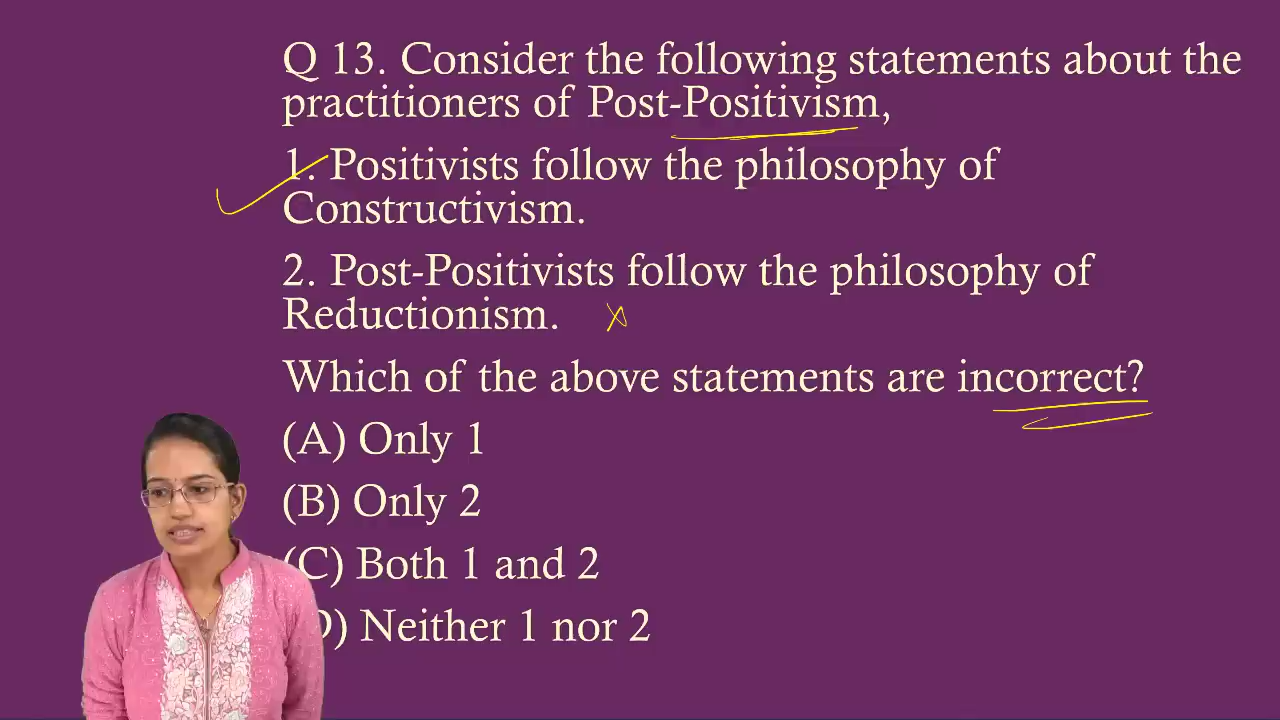 Q 13. Consider the following statements about the
practitioners of Post-Positivism,
1. Positivists follow the philosophy of
Constructivism.
2. Post-Positivists follow the philosophy of
Reductionism.
Which of the above statements are incorrect?
(A) Only 1
(B) Only 2
(C) Both 1 and 2
D) Neither 1 nor 2